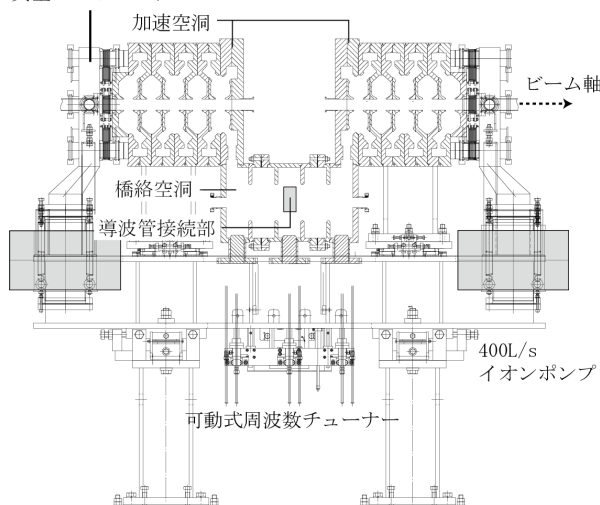 加速空洞
ビーム軸
橋絡空洞
導波管接続部
400L/s
イオンポンプ
可動式周波数チューナー